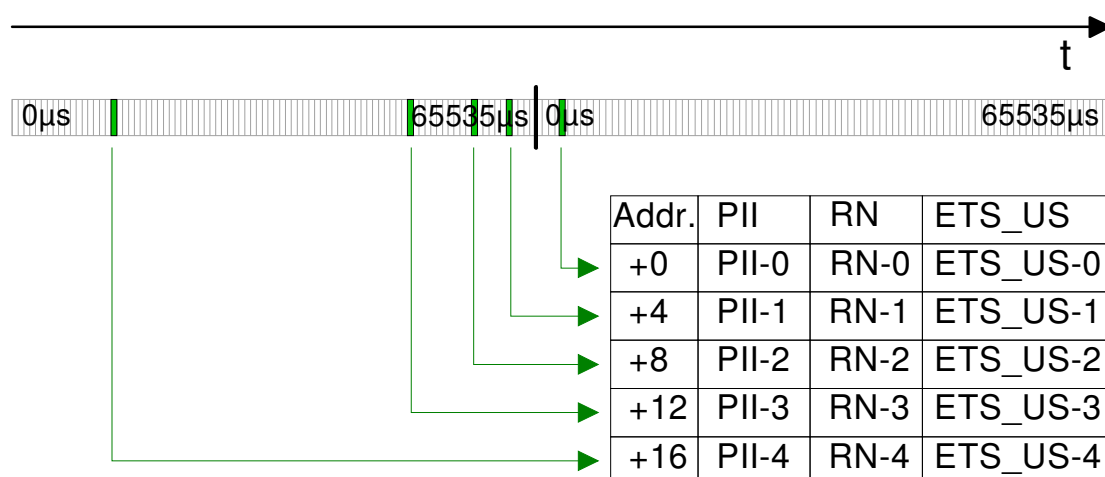 t
0µs 65535µs 0µs 65535µs
Addr. PII RN ETS_US
+0 PII-0 RN-0 ETS_US-0
+4 PII-1 RN-1 ETS_US-1
+8 PII-2 RN-2 ETS_US-2
+12 PII-3 RN-3 ETS_US-3
+16 PII-4 RN-4 ETS_US-4